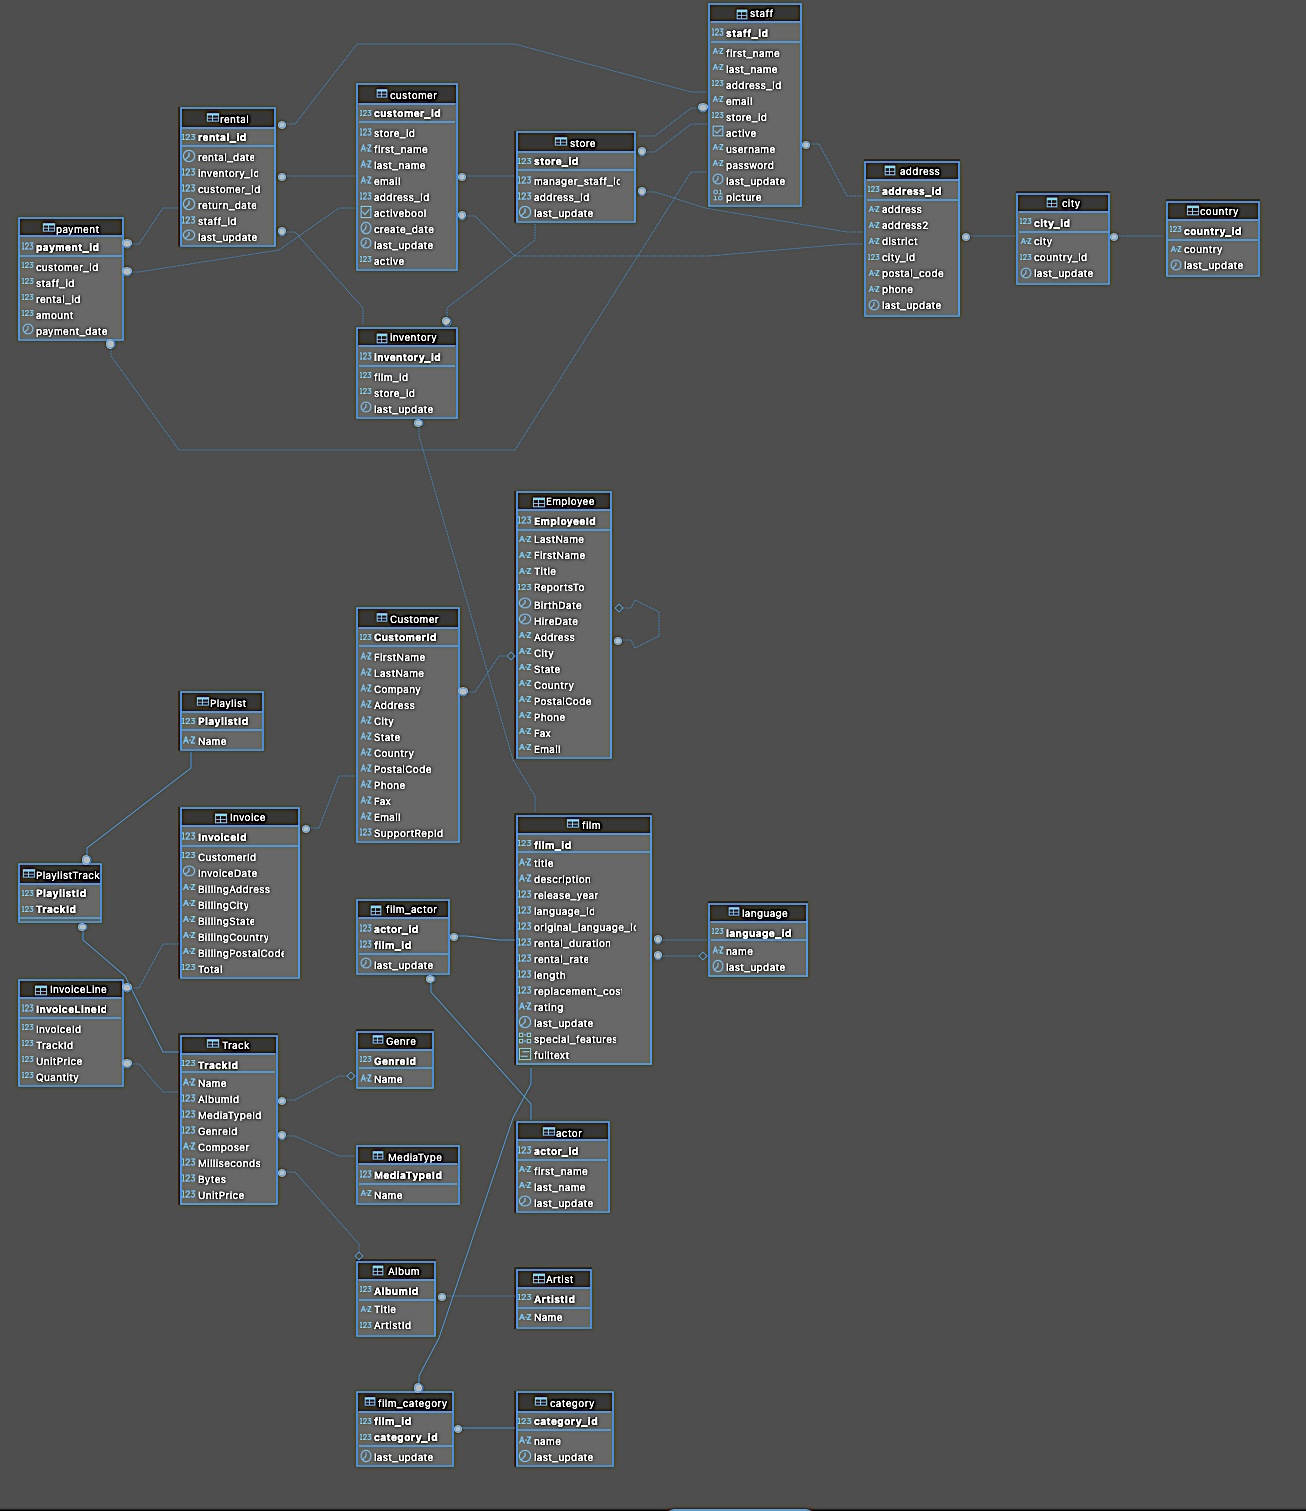 staff
staff_id
first_name
last_name
address_id
email
store_id
active
username
password
last_update
picture
customer
customer_id
store_id
first_name
last_name
email
address_id
activebool
create_date
last_update
active
rental
rental_id
rental_date
inventory_id
customer_id
return_date
staff_id
last_update
store
store_id
manager_staff_id
address_id
last_update
address
address_id
address
address2
district
city_id
postal_code
phone
last_update
city
city_id
city
country_id
last_update
country
country_id
country
last_update
payment
payment_id
customer_id
staff_id
rental_id
amount
payment_date
inventory
inventory_id
film_id
store_id
last_update
Employee
EmployeeId
LastName
FirstName
Title
ReportsTo
BirthDate
HireDate
Address
City
State
Country
PostalCode
Phone
Fax
Email
Customer
CustomerId
FirstName
LastName
Company
Address
City
State
Country
PostalCode
Phone
Fax
Email
SupportRepId
Playlist
PlaylistId
Name
Invoice
InvoiceId
CustomerId
InvoiceDate
BillingAddress
BillingCity
BillingState
BillingCountry
BillingPostalCode
Total
film
film_id
title
description
release_year
language_id
original_language_id
rental_duration
rental_rate
length
replacement_cost
rating
last_update
special_features
fulltext
PlaylistTrack
PlaylistId
TrackId
film_actor
actor_id
film_id
last_update
language
language_id
name
last_update
InvoiceLine
InvoiceLineId
InvoiceId
TrackId
UnitPrice
Quantity
Track
TrackId
Name
AlbumId
MediaTypeId
GenreId
Composer
Milliseconds
Bytes
UnitPrice
Genre
GenreId
Name
actor
actor_id
first_name
last_name
last_update
MediaType
MediaTypeId
Name
Album
AlbumId
Title
ArtistId
Artist
ArtistId
Name
film_category
film_id
category_id
last_update
category
category_id
name
last_update